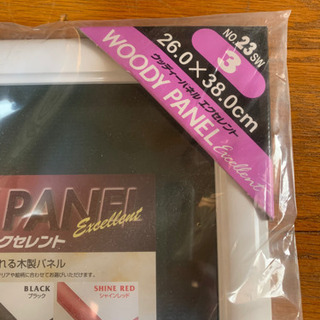 NO.23SW
3
26.0×38.0cm
WOODY PANEL Excellent
ウッディーパネル エクセレント
PANEL
Excellent
クセレント
れる木製パネル
BLACK
ブラック
SHINE RED
シャインレッド